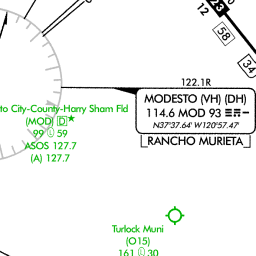 23
12
58
34
122.1R
MODESTO (VH) (DH)
114.6 MOD 93
N37°37.64' W120°57.47'
RANCHO MURIETA
to City-County-Harry Sham Fld
(MOD) D★
99 59
ASOS 127.7
(A) 127.7
Turlock Muni
(O15)
161 30